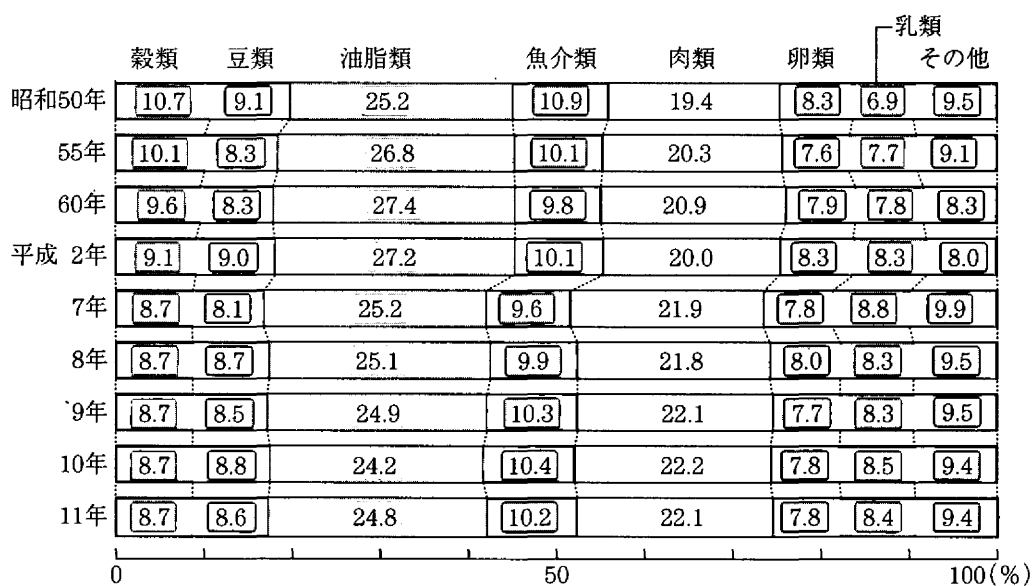 乳類
穀類 豆類 油脂類 魚介類 肉類 卵類 その他
昭和50年 10.7 9.1 25.2 10.9 19.4 8.3 6.9 9.5
55年 10.1 8.3 26.8 10.1 20.3 7.6 7.7 9.1
60年 9.6 8.3 27.4 9.8 20.9 7.9 7.8 8.3
平成 2年 9.1 9.0 27.2 10.1 20.0 8.3 8.3 8.0
7年 8.7 8.1 25.2 9.6 21.9 7.8 8.8 9.9
8年 8.7 8.7 25.1 9.9 21.8 8.0 8.3 9.5
9年 8.7 8.5 24.9 10.3 22.1 7.7 8.3 9.5
10年 8.7 8.8 24.2 10.4 22.2 7.8 8.5 9.4
11年 8.7 8.6 24.8 10.2 22.1 7.8 8.4 9.4
0 50 100(%)